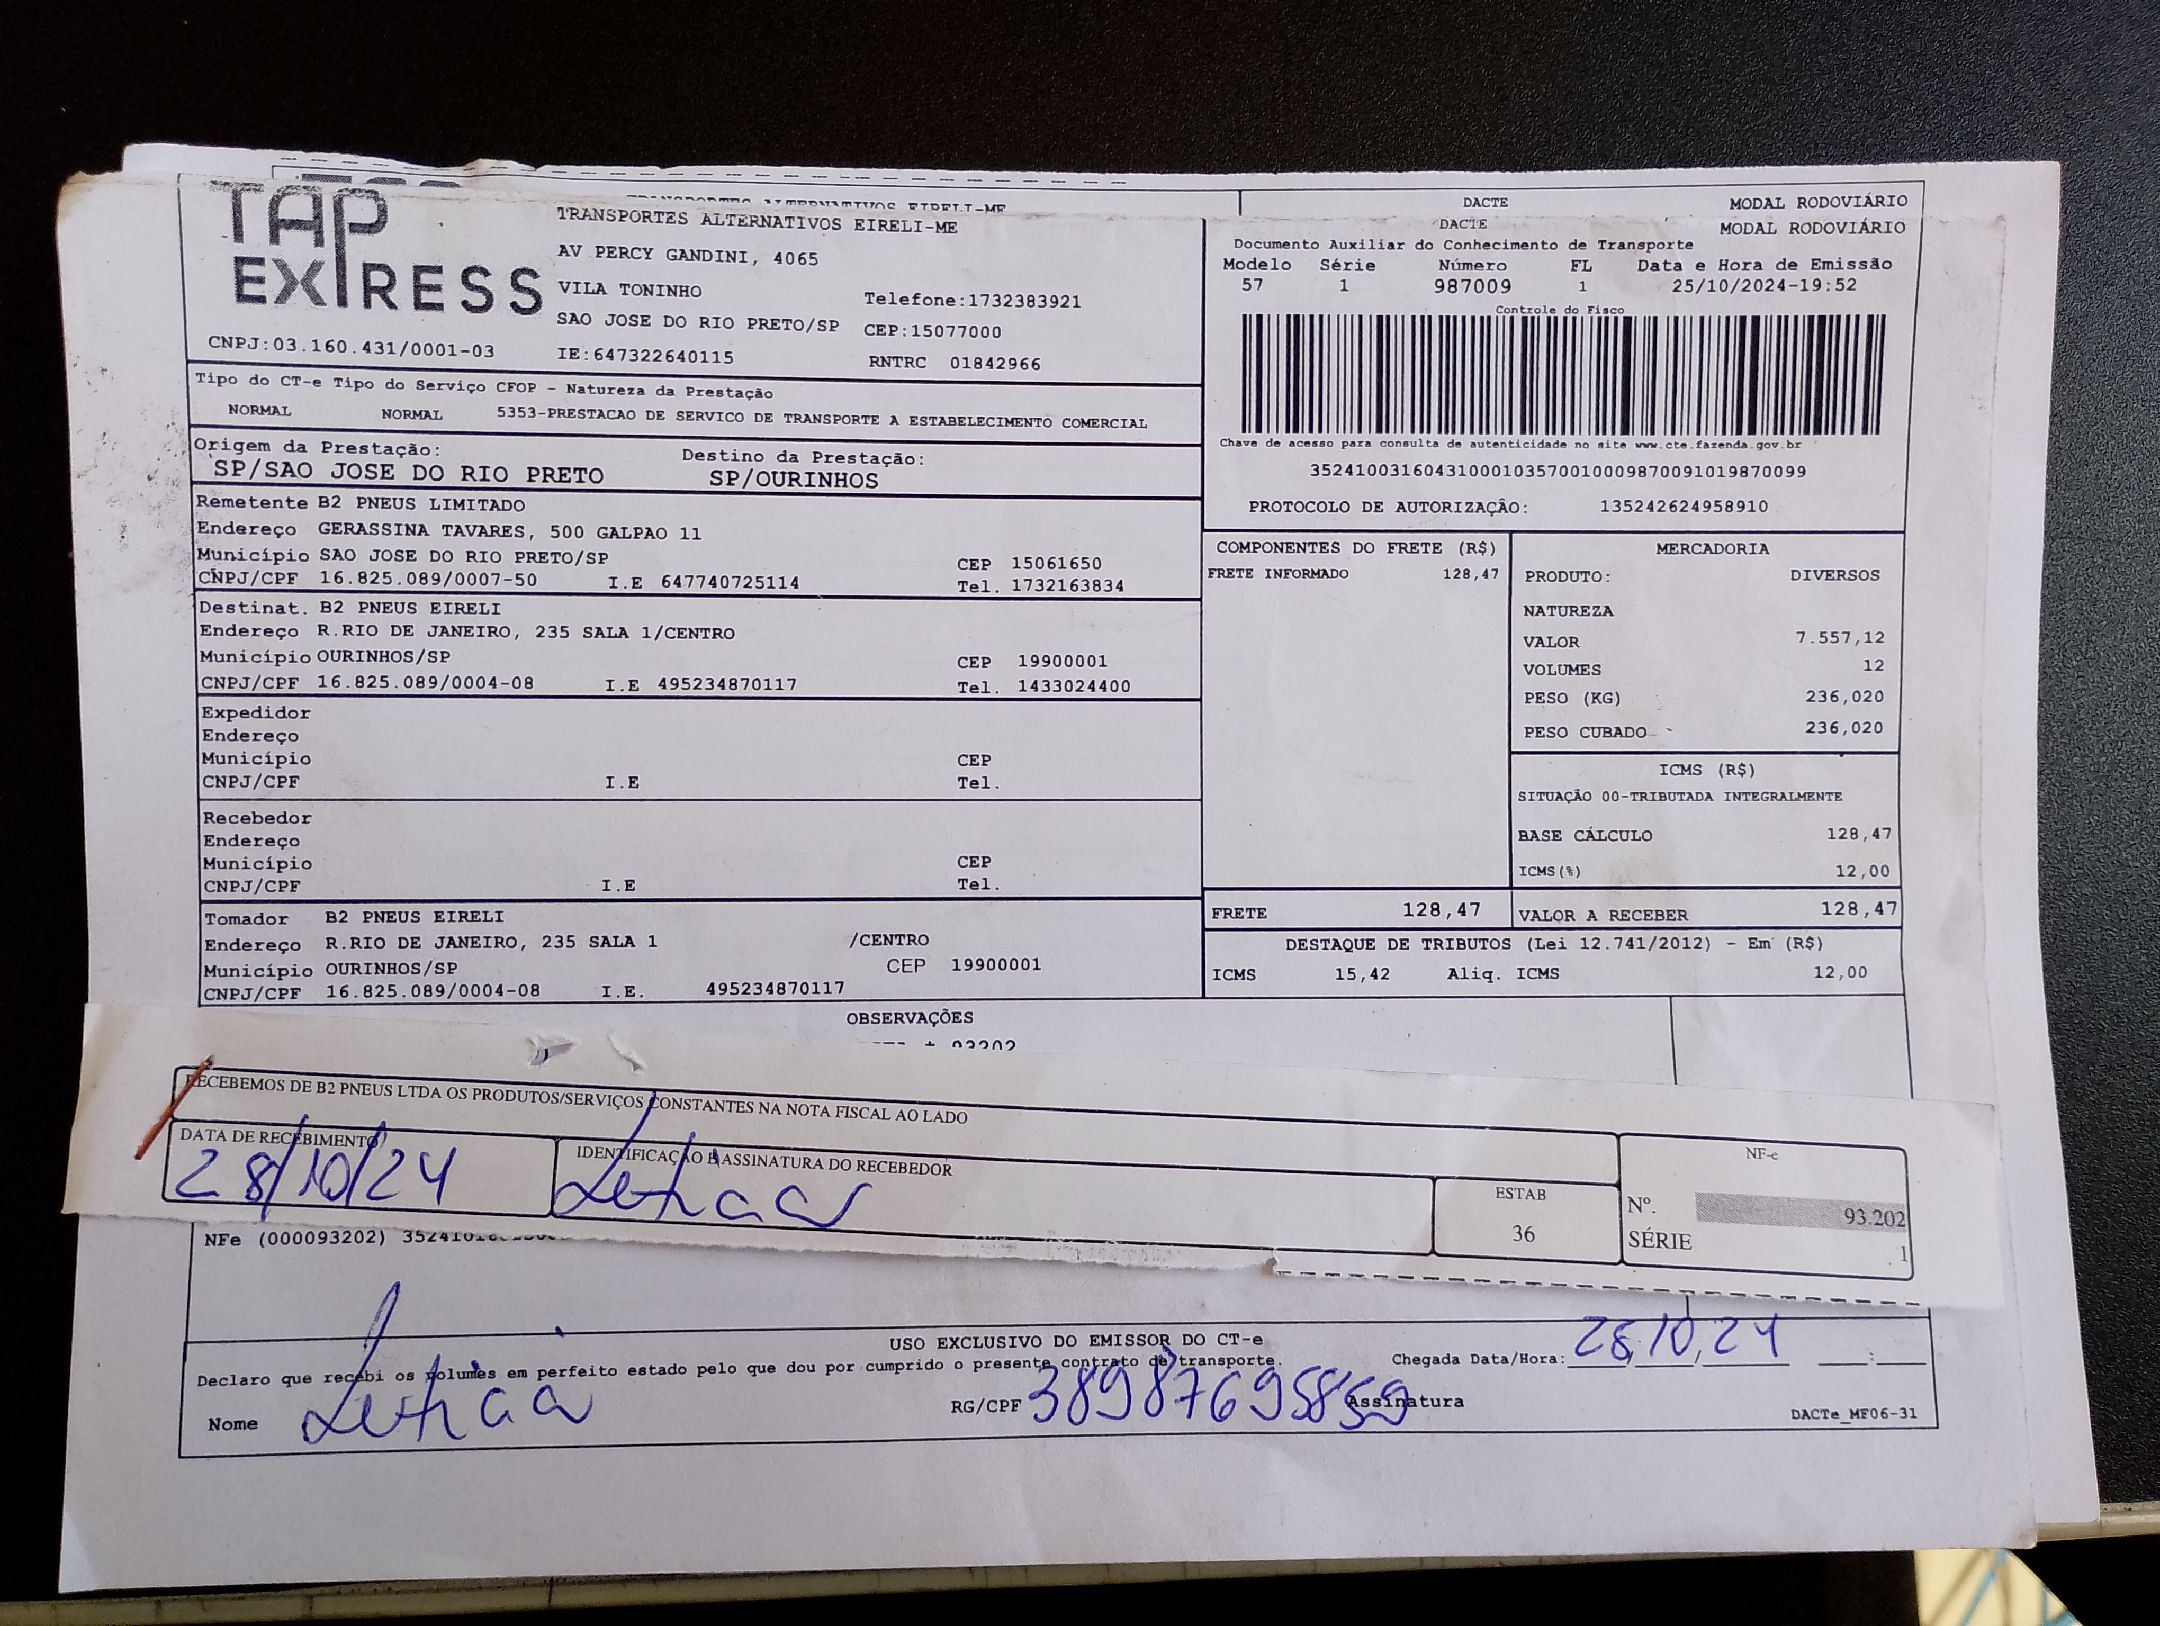 TAP
EXPRESS
CNPJ:03.160.431/0001-03
TRANSPORTES ALTERNATIVOS EIRELI-ME
AV PERCY GANDINI, 4065
VILA TONINHO Telefone:1732383921
SAO JOSE DO RIO PRETO/SP CEP:15077000
IE:647322640115 RNTRC 01842966
DACTE MODAL RODOVIÁRIO
DACTE MODAL RODOVIÁRIO
Documento Auxiliar do Conhecimento de Transporte
Modelo Série Número FL Data e Hora de Emissão
57 1 987009 1 25/10/2024-19:52
Controle do Fisco
Chave de acesso para consulta de autenticidade no site www.cte.fazenda.gov.br
35241003160431000103570010009870091019870099
PROTOCOLO DE AUTORIZAÇÃO: 135242624958910
Tipo do CT-e Tipo do Serviço CFOP - Natureza da Prestação
NORMAL NORMAL 5353-PRESTACAO DE SERVICO DE TRANSPORTE A ESTABELECIMENTO COMERCIAL
Origem da Prestação: Destino da Prestação:
SP/SAO JOSE DO RIO PRETO SP/OURINHOS
Remetente B2 PNEUS LIMITADO
Endereço GERASSINA TAVARES, 500 GALPAO 11
Município SAO JOSE DO RIO PRETO/SP CEP 15061650
CNPJ/CPF 16.825.089/0007-50 I.E 647740725114 Tel. 1732163834
Destinat. B2 PNEUS EIRELI
Endereço R.RIO DE JANEIRO, 235 SALA 1/CENTRO
Município OURINHOS/SP CEP 19900001
CNPJ/CPF 16.825.089/0004-08 I.E 495234870117 Tel. 1433024400
Expedidor
Endereço
Município CEP
CNPJ/CPF I.E Tel.
Recebedor
Endereço
Município CEP
CNPJ/CPF I.E Tel.
Tomador B2 PNEUS EIRELI
Endereço R.RIO DE JANEIRO, 235 SALA 1 /CENTRO
Município OURINHOS/SP CEP 19900001
CNPJ/CPF 16.825.089/0004-08 I.E. 495234870117
COMPONENTES DO FRETE (R$)
FRETE INFORMADO 128,47
MERCADORIA
PRODUTO: DIVERSOS
NATUREZA
VALOR 7.557,12
VOLUMES 12
PESO (KG) 236,020
PESO CUBADO 236,020
ICMS (R$)
SITUAÇÃO 00-TRIBUTADA INTEGRALMENTE
BASE CÁLCULO 128,47
ICMS(%) 12,00
FRETE 128,47 VALOR A RECEBER 128,47
DESTAQUE DE TRIBUTOS (Lei 12.741/2012) - Em (R$)
ICMS 15,42 Aliq. ICMS 12,00
OBSERVAÇÕES
RECEBEMOS DE B2 PNEUS LTDA OS PRODUTOS/SERVIÇOS CONSTANTES NA NOTA FISCAL AO LADO
DATA DE RECEBIMENTO IDENTIFICAÇÃO E ASSINATURA DO RECEBEDOR
28/10/24
ESTAB
36
NF-e
Nº. 93.202
SÉRIE 1
NFe (000093202)
USO EXCLUSIVO DO EMISSOR DO CT-e
Declaro que recebi os volumes em perfeito estado pelo que dou por cumprido o presente contrato de transporte.
Chegada Data/Hora: 28/10/24 :
Nome RG/CPF 38987695859 Assinatura
DACTe_MF06-31